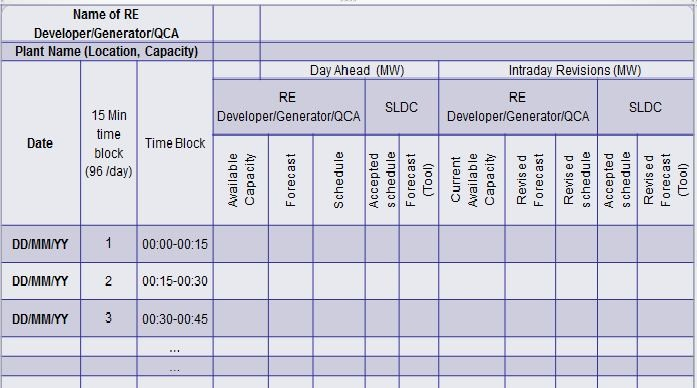 Name of RE
Developer/Generator/QCA
Plant Name (Location, Capacity)
Day Ahead (MW)
Intraday Revisions (MW)
Date
15 Min
time
block
(96 /day)
Time Block
RE
Developer/Generator/QCA
SLDC
RE
Developer/Generator/QCA
SLDC
Available
Capacity
Forecast
Schedule
Accepted
schedule
Forecast
(Tool)
Current
Available
Capacity
Revised
Forecast
Revised
schedule
Accepted
schedule
Revised
Forecast
(Tool)
DD/MM/YY 1 00:00-00:15
DD/MM/YY 2 00:15-00:30
DD/MM/YY 3 00:30-00:45
...
...